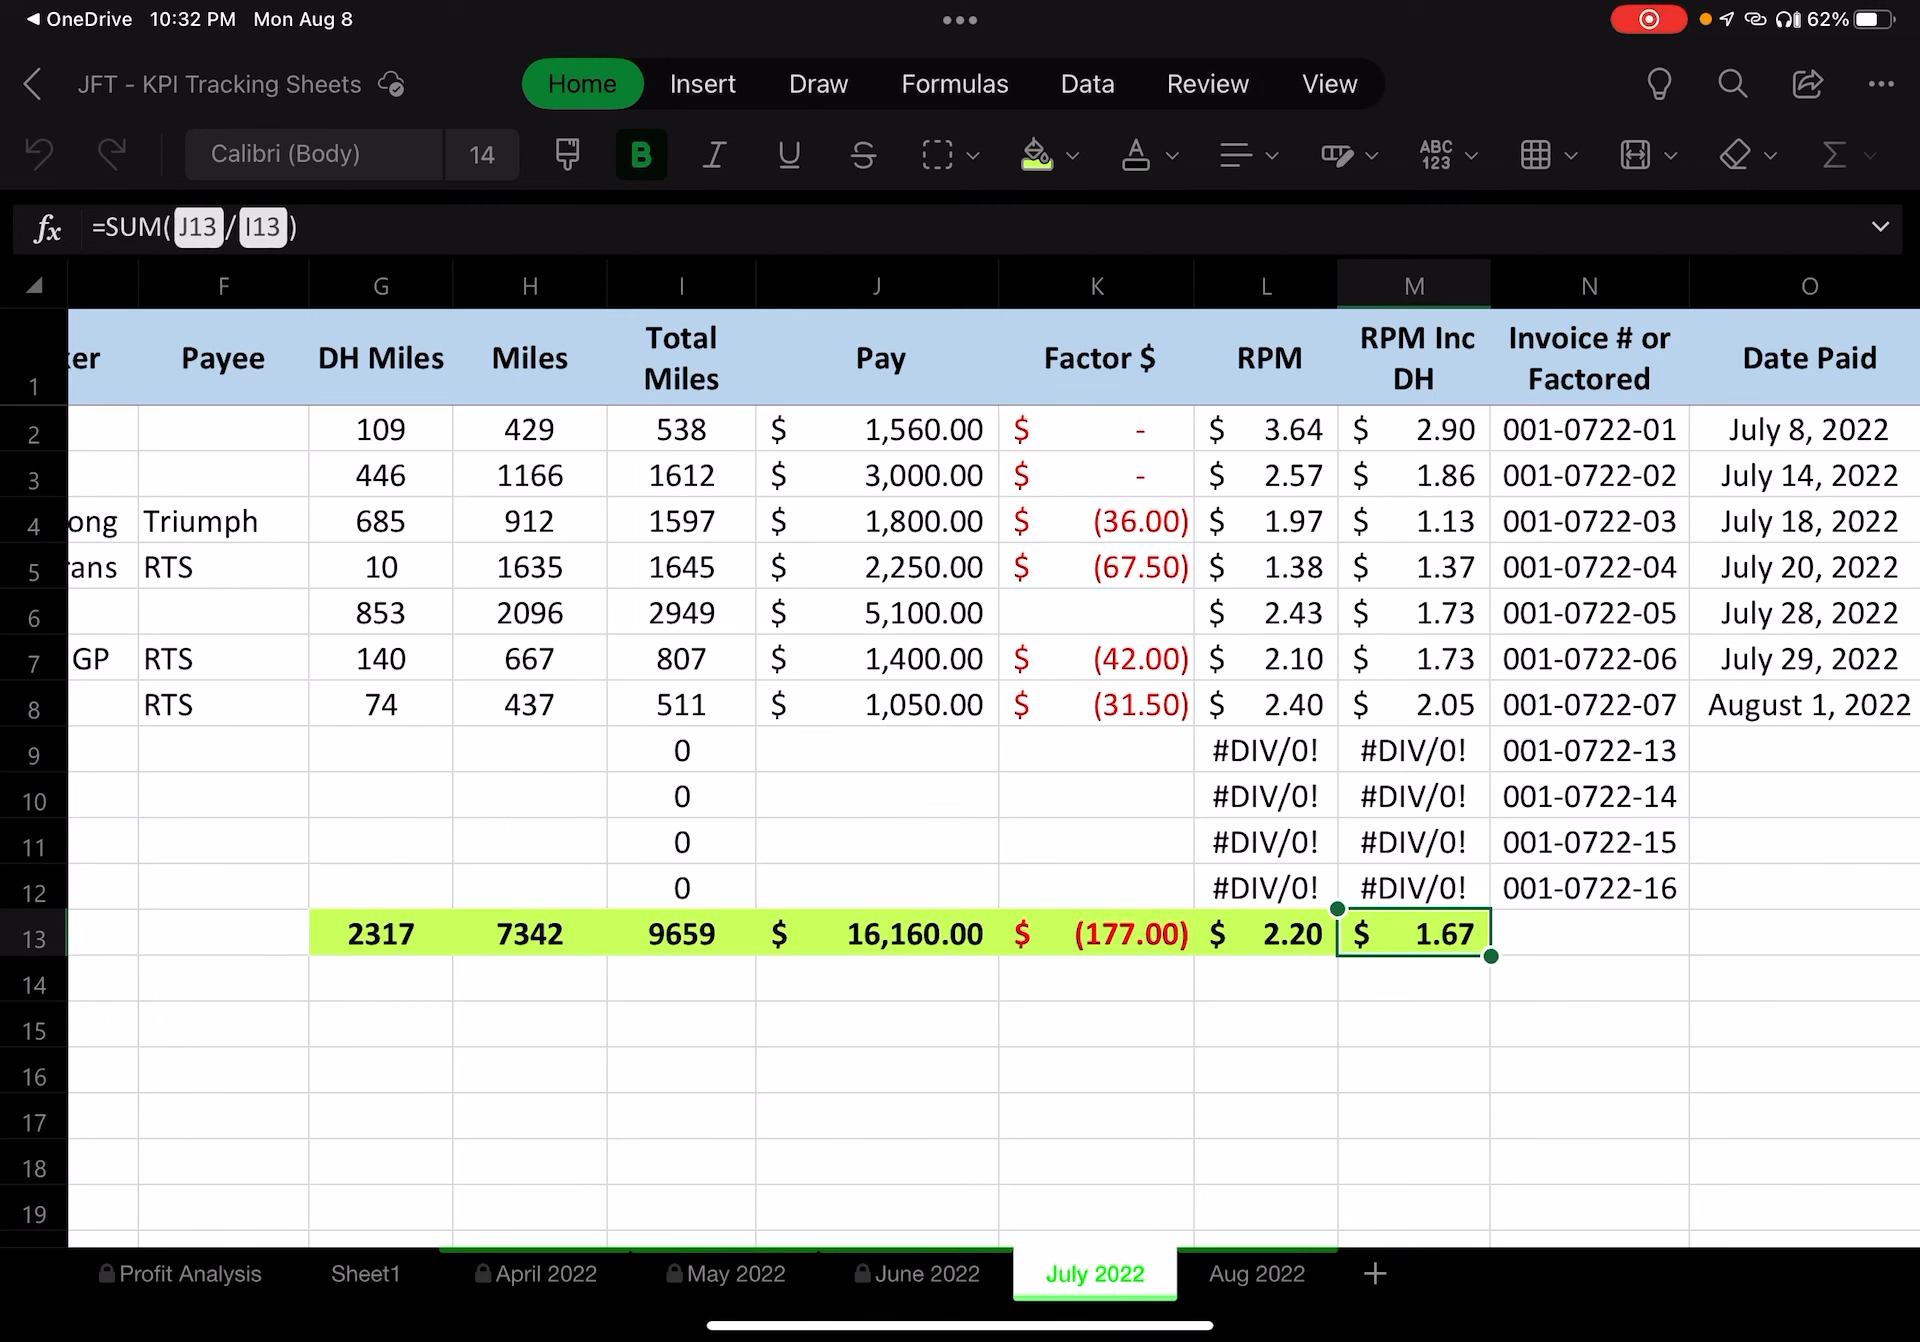 OneDrive 10:32 PM Mon Aug 8 62%
JFT - KPI Tracking Sheets Home Insert Draw Formulas Data Review View
Calibri (Body) 14 B I U S A ABC 123
fx =SUM(J13/I13)
F G H I J K L M N O
1 ker Payee DH Miles Miles Total Miles Pay Factor $ RPM RPM Inc DH Invoice # or Factored Date Paid
2 109 429 538 $ 1,560.00 $ - $ 3.64 $ 2.90 001-0722-01 July 8, 2022
3 446 1166 1612 $ 3,000.00 $ - $ 2.57 $ 1.86 001-0722-02 July 14, 2022
4 ong Triumph 685 912 1597 $ 1,800.00 $ (36.00) $ 1.97 $ 1.13 001-0722-03 July 18, 2022
5 rans RTS 10 1635 1645 $ 2,250.00 $ (67.50) $ 1.38 $ 1.37 001-0722-04 July 20, 2022
6 853 2096 2949 $ 5,100.00 $ 2.43 $ 1.73 001-0722-05 July 28, 2022
7 GP RTS 140 667 807 $ 1,400.00 $ (42.00) $ 2.10 $ 1.73 001-0722-06 July 29, 2022
8 RTS 74 437 511 $ 1,050.00 $ (31.50) $ 2.40 $ 2.05 001-0722-07 August 1, 2022
9 0 #DIV/0! #DIV/0! 001-0722-13
10 0 #DIV/0! #DIV/0! 001-0722-14
11 0 #DIV/0! #DIV/0! 001-0722-15
12 0 #DIV/0! #DIV/0! 001-0722-16
13 2317 7342 9659 $ 16,160.00 $ (177.00) $ 2.20 $ 1.67
14
15
16
17
18
19
Profit Analysis Sheet1 April 2022 May 2022 June 2022 July 2022 Aug 2022